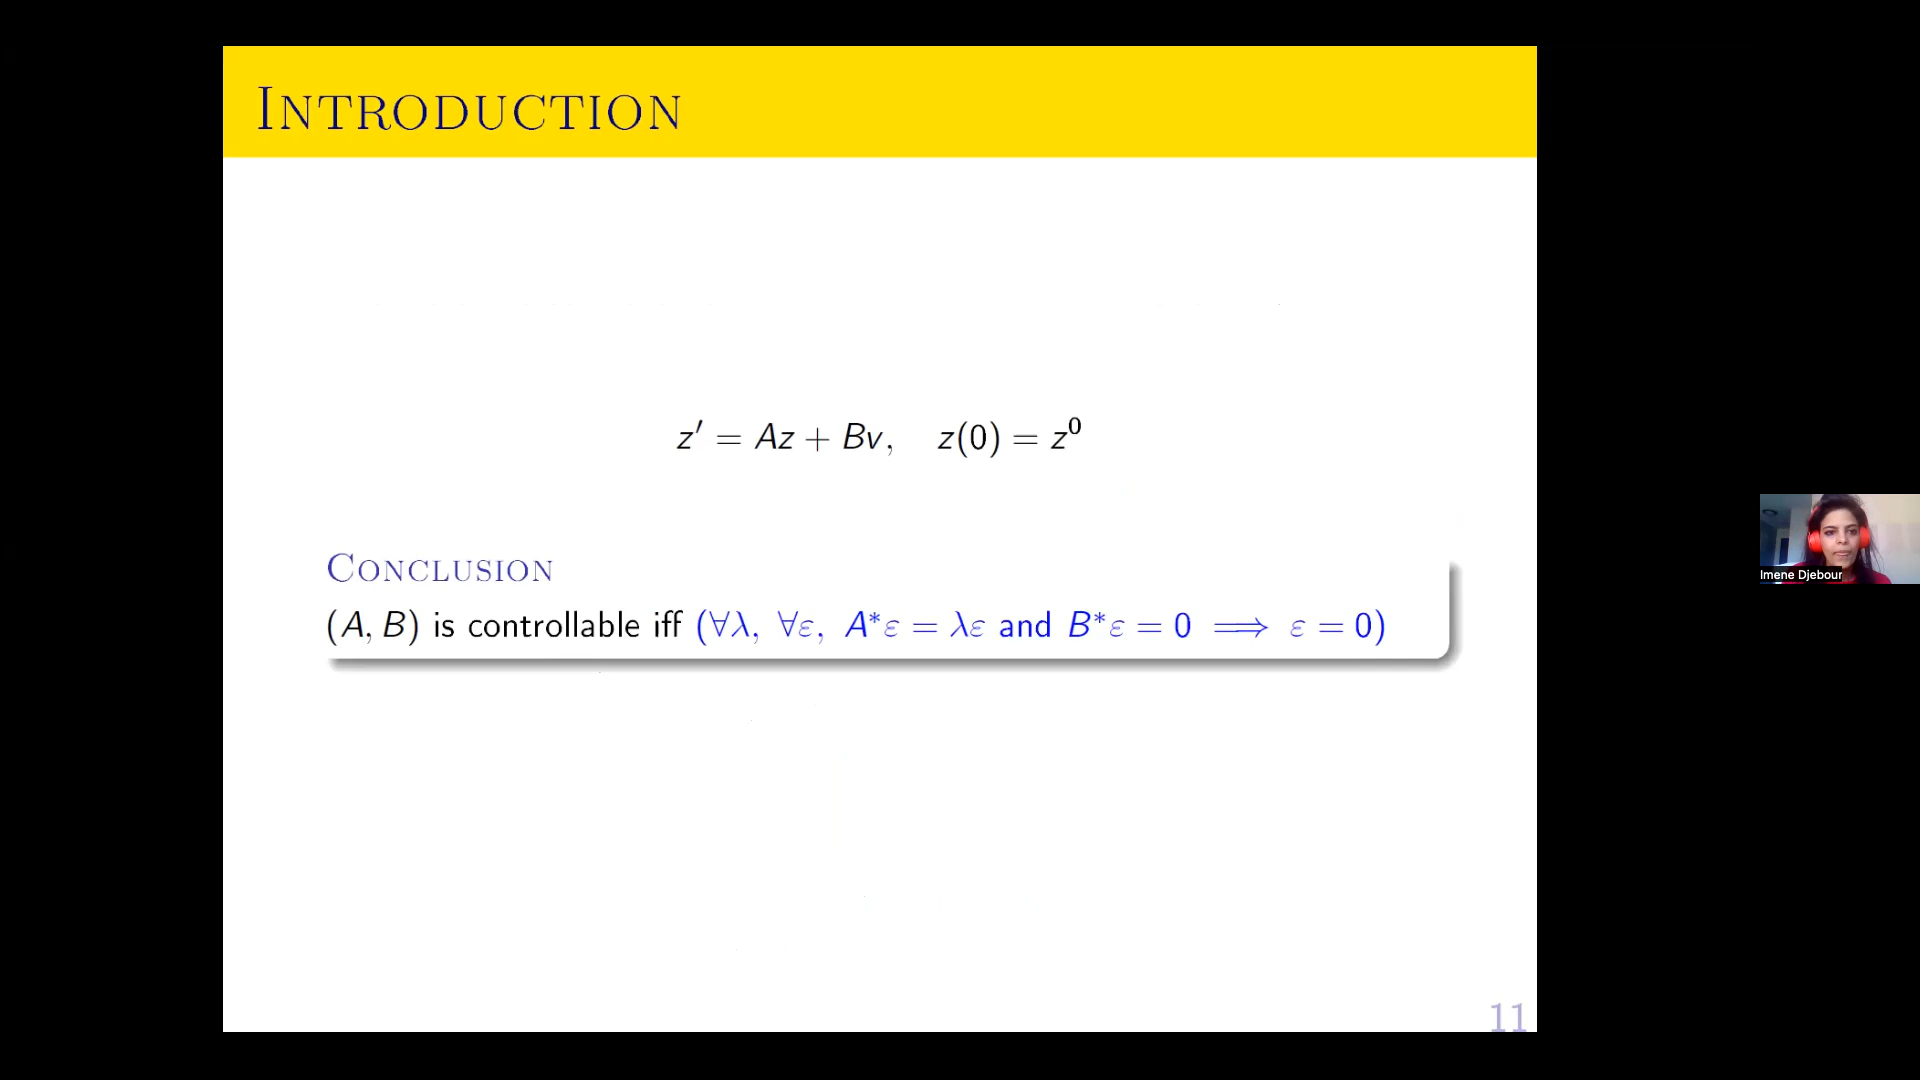 INTRODUCTION
z′ = Az + Bv, z(0) = z⁰
CONCLUSION
(A, B) is controllable iff (∀λ, ∀ε, A*ε = λε and B*ε = 0 ⟹ ε = 0)
Imene Djebour
11